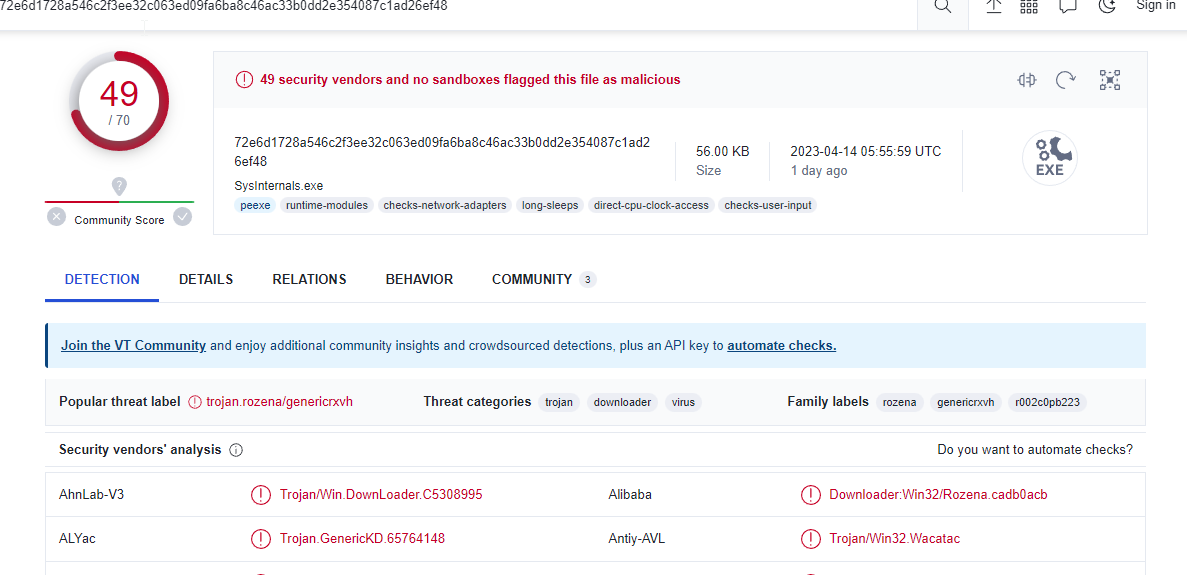 72e6d1728a546c2f3ee32c063ed09fa6ba8c46ac33b0dd2e354087c1ad26ef48
Sign in
49
/ 70
Community Score
49 security vendors and no sandboxes flagged this file as malicious
72e6d1728a546c2f3ee32c063ed09fa6ba8c46ac33b0dd2e354087c1ad2
6ef48
SysInternals.exe
peexe runtime-modules checks-network-adapters long-sleeps direct-cpu-clock-access checks-user-input
56.00 KB
Size
2023-04-14 05:55:59 UTC
1 day ago
EXE
DETECTION DETAILS RELATIONS BEHAVIOR COMMUNITY 3
Join the VT Community and enjoy additional community insights and crowdsourced detections, plus an API key to automate checks.
Popular threat label trojan.rozena/genericrxvh Threat categories trojan downloader virus Family labels rozena genericrxvh r002c0pb223
Security vendors' analysis Do you want to automate checks?
AhnLab-V3 Trojan/Win.DownLoader.C5308995 Alibaba Downloader:Win32/Rozena.cadb0acb
ALYac Trojan.GenericKD.65764148 Antiy-AVL Trojan/Win32.Wacatac